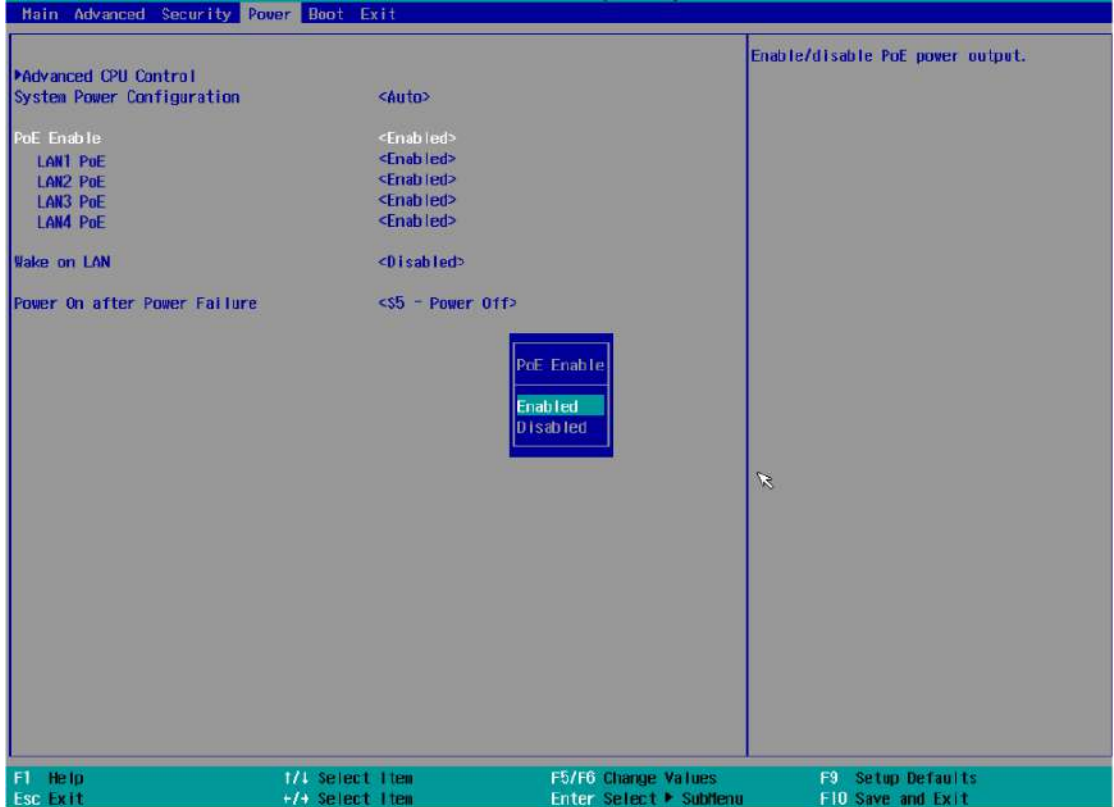 Main Advanced Security Power Boot Exit
Enable/disable PoE power output.
▶Advanced CPU Control
System Power Configuration <Auto>
PoE Enable <Enabled>
LAN1 PoE <Enabled>
LAN2 PoE <Enabled>
LAN3 PoE <Enabled>
LAN4 PoE <Enabled>
Wake on LAN <Disabled>
Power On after Power Failure <S5 - Power Off>
PoE Enable
Enabled
Disabled
F1 Help ↑/↓ Select Item F5/F6 Change Values F9 Setup Defaults
Esc Exit ←/→ Select Item Enter Select ▶ SubMenu F10 Save and Exit